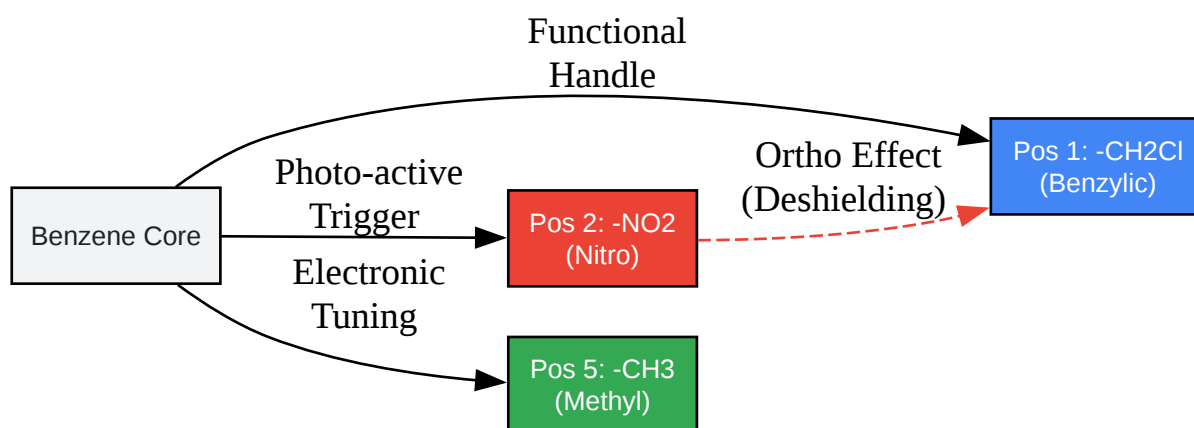 Functional
Handle
Pos 1: -CH2Cl
(Benzylic)
Ortho Effect
(Deshielding)
Photo-active
Trigger
Benzene Core
Pos 2: -NO2
(Nitro)
Electronic
Tuning
Pos 5: -CH3
(Methyl)